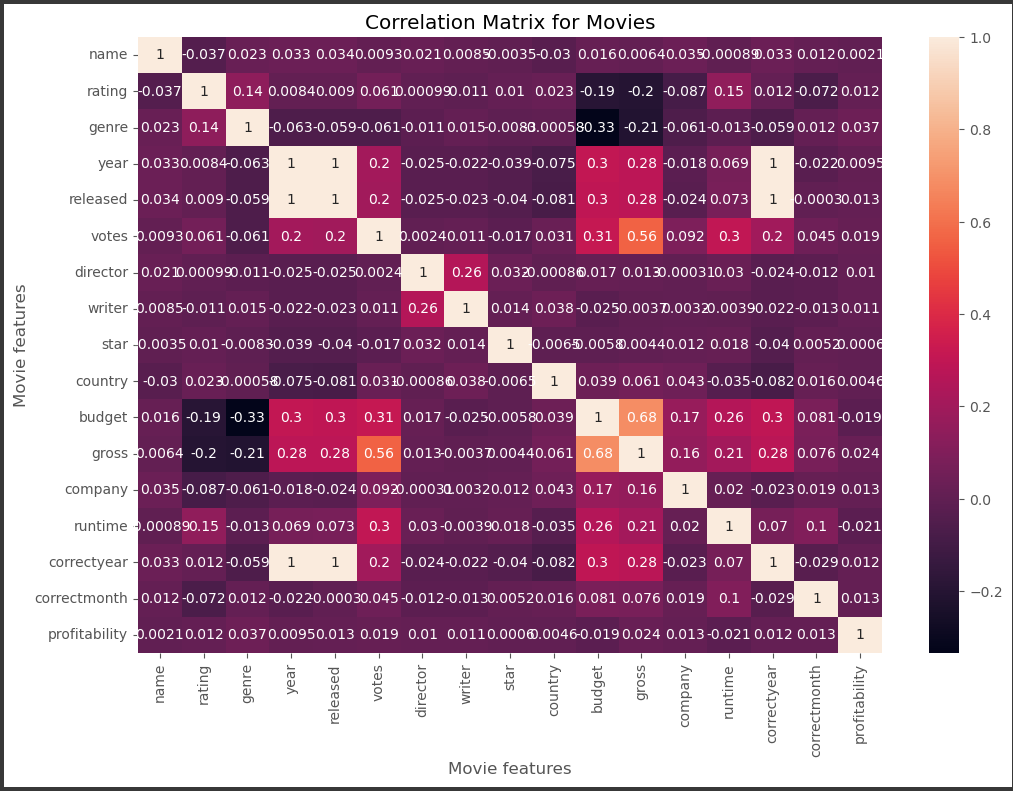 Correlation Matrix for Movies
name 1 -0.037 0.023 0.033 0.034 0.0093 0.021 0.0085 0.0035 -0.03 0.016 0.0064 0.035 0.00089 0.033 0.012 0.0021
rating -0.037 1 0.14 0.0084 0.009 0.061 0.00099 0.011 0.01 0.023 -0.19 -0.2 -0.087 0.15 0.012 -0.072 0.012
genre 0.023 0.14 1 -0.063 -0.059 -0.061 -0.011 0.015 -0.0083 0.00058 -0.33 -0.21 -0.061 -0.013 -0.059 0.012 0.037
year 0.033 0.0084 -0.063 1 1 0.2 -0.025 -0.022 -0.039 -0.075 0.3 0.28 -0.018 0.069 1 -0.022 0.0095
released 0.034 0.009 -0.059 1 1 0.2 -0.025 -0.023 -0.04 -0.081 0.3 0.28 -0.024 0.073 1 -0.0003 0.013
votes 0.0093 0.061 -0.061 0.2 0.2 1 0.0024 0.011 -0.017 0.031 0.31 0.56 0.092 0.3 0.2 0.045 0.019
director 0.021 0.00099 0.011 -0.025 -0.025 0.0024 1 0.26 0.032 0.00086 0.017 0.013 -0.00031 0.03 -0.024 -0.012 0.01
writer 0.0085 -0.011 0.015 -0.022 -0.023 0.011 0.26 1 0.014 0.038 -0.025 -0.0037 0.0032 0.0039 -0.022 -0.013 0.011
star 0.0035 0.01 -0.0083 -0.039 -0.04 -0.017 0.032 0.014 1 -0.0065 0.0058 0.0044 0.012 0.018 -0.04 0.0052 0.0006
country -0.03 0.023 -0.00058 0.075 -0.081 0.031 0.00086 0.038 -0.0065 1 0.039 0.061 0.043 -0.035 -0.082 0.016 0.0046
budget 0.016 -0.19 -0.33 0.3 0.3 0.31 0.017 -0.025 0.0058 0.039 1 0.68 0.17 0.26 0.3 0.081 -0.019
gross 0.0064 -0.2 -0.21 0.28 0.28 0.56 0.013 -0.0037 0.0044 0.061 0.68 1 0.16 0.21 0.28 0.076 0.024
company 0.035 -0.087 -0.061 -0.018 -0.024 0.092 0.00031 0.0032 0.012 0.043 0.17 0.16 1 0.02 -0.023 0.019 0.013
runtime 0.00089 0.15 -0.013 0.069 0.073 0.3 0.03 -0.0039 0.018 -0.035 0.26 0.21 0.02 1 0.07 0.1 -0.021
correctyear 0.033 0.012 -0.059 1 1 0.2 -0.024 -0.022 -0.04 -0.082 0.3 0.28 -0.023 0.07 1 -0.029 0.012
correctmonth 0.012 -0.072 0.012 -0.022 -0.0003 0.045 -0.012 -0.013 0.0052 0.016 0.081 0.076 0.019 0.1 -0.029 1 0.013
profitability 0.0021 0.012 0.037 0.0095 0.013 0.019 0.01 0.011 0.0006 0.0046 -0.019 0.024 0.013 -0.021 0.012 0.013 1
name rating genre year released votes director writer star country budget gross company runtime correctyear correctmonth profitability
Movie features
Movie features
1.0
0.8
0.6
0.4
0.2
0.0
−0.2